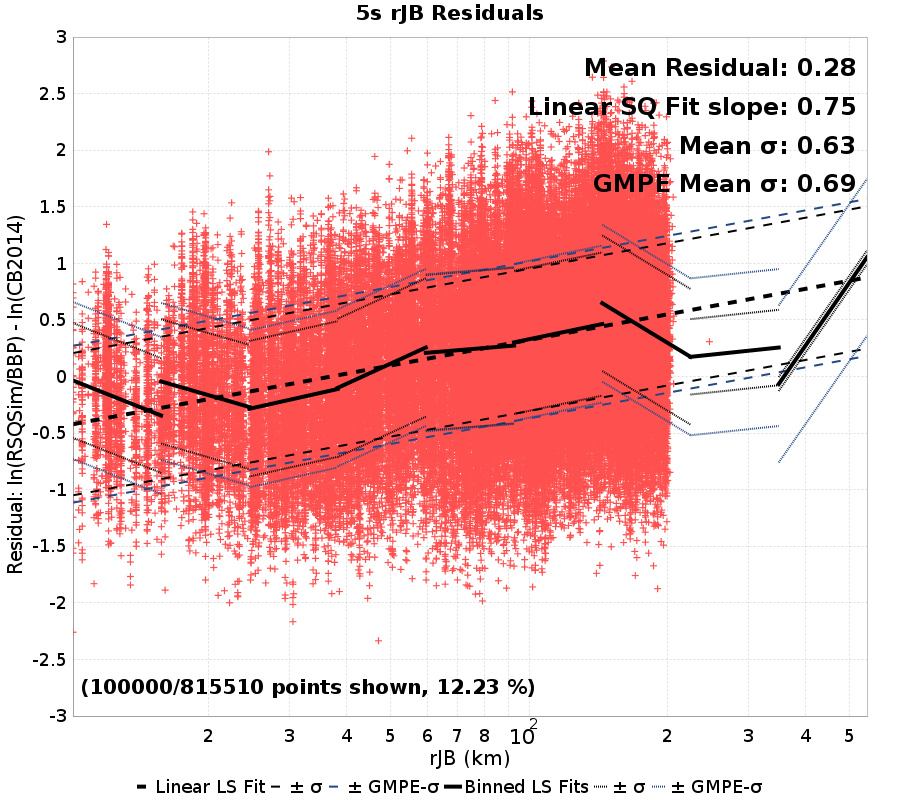 5s rJB Residuals
Mean Residual: 0.28
Linear SQ Fit slope: 0.75
Mean σ: 0.63
GMPE Mean σ: 0.69
Residual: ln(RSQSim/BBP) - ln(CB2014)
3
2.5
2
1.5
1
0.5
0
-0.5
-1
-1.5
-2
-2.5
-3
(100000/815510 points shown, 12.23 %)
2 3 4 5 6 7 8 10² 2 3 4 5
rJB (km)
Linear LS Fit ± σ ± GMPE-σ Binned LS Fits ± σ ± GMPE-σ